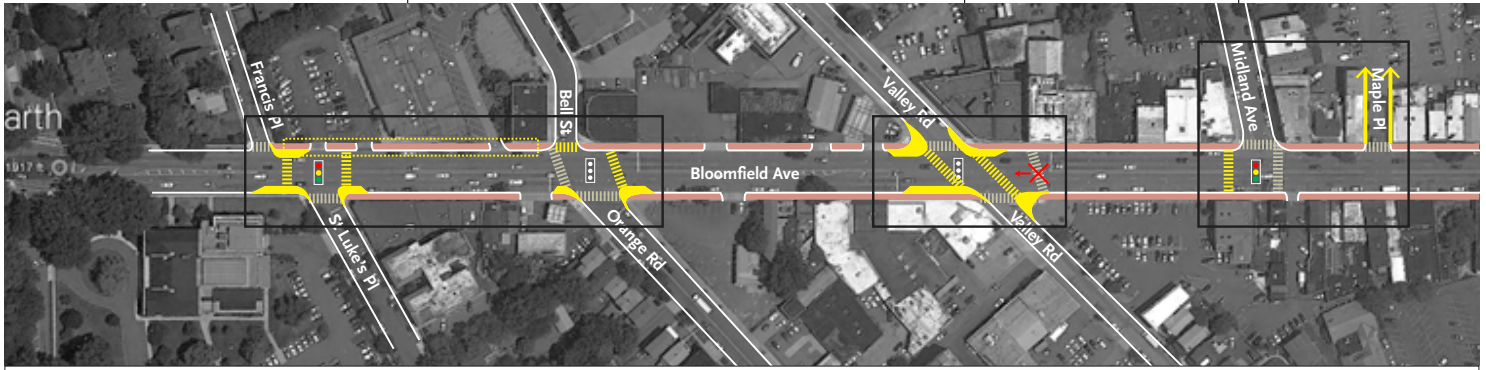 Francis Pl
Bell St
Valley Rd
Midland Ave
Maple Pl
arth
Bloomfield Ave
St Luke's Pl
Orange Rd
Valley Rd